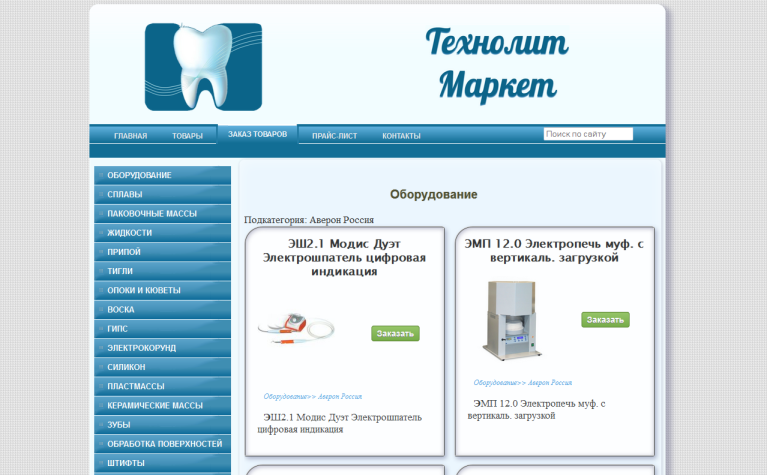 Технолит
Маркет
ГЛАВНАЯ
ТОВАРЫ
ЗАКАЗ ТОВАРОВ
ПРАЙС-ЛИСТ
КОНТАКТЫ
Поиск по сайту
ОБОРУДОВАНИЕ
СПЛАВЫ
ПАКОВОЧНЫЕ МАССЫ
ЖИДКОСТИ
ПРИПОЙ
ТИГЛИ
ОПОКИ И КЮВЕТЫ
ВОСКА
ГИПС
ЭЛЕКТРОКОРУНД
СИЛИКОН
ПЛАСТМАССЫ
КЕРАМИЧЕСКИЕ МАССЫ
ЗУБЫ
ОБРАБОТКА ПОВЕРХНОСТЕЙ
ШТИФТЫ
Оборудование
Подкатегория: Аверон Россия
ЭШ2.1 Модис Дуэт
Электрошпатель цифровая
индикация
Заказать
Оборудование>> Аверон Россия
ЭШ2.1 Модис Дуэт Электрошпатель
цифровая индикация
ЭМП 12.0 Электропечь муф. с
вертикаль. загрузкой
Заказать
Оборудование>> Аверон Россия
ЭМП 12.0 Электропечь муф. с
вертикаль. загрузкой